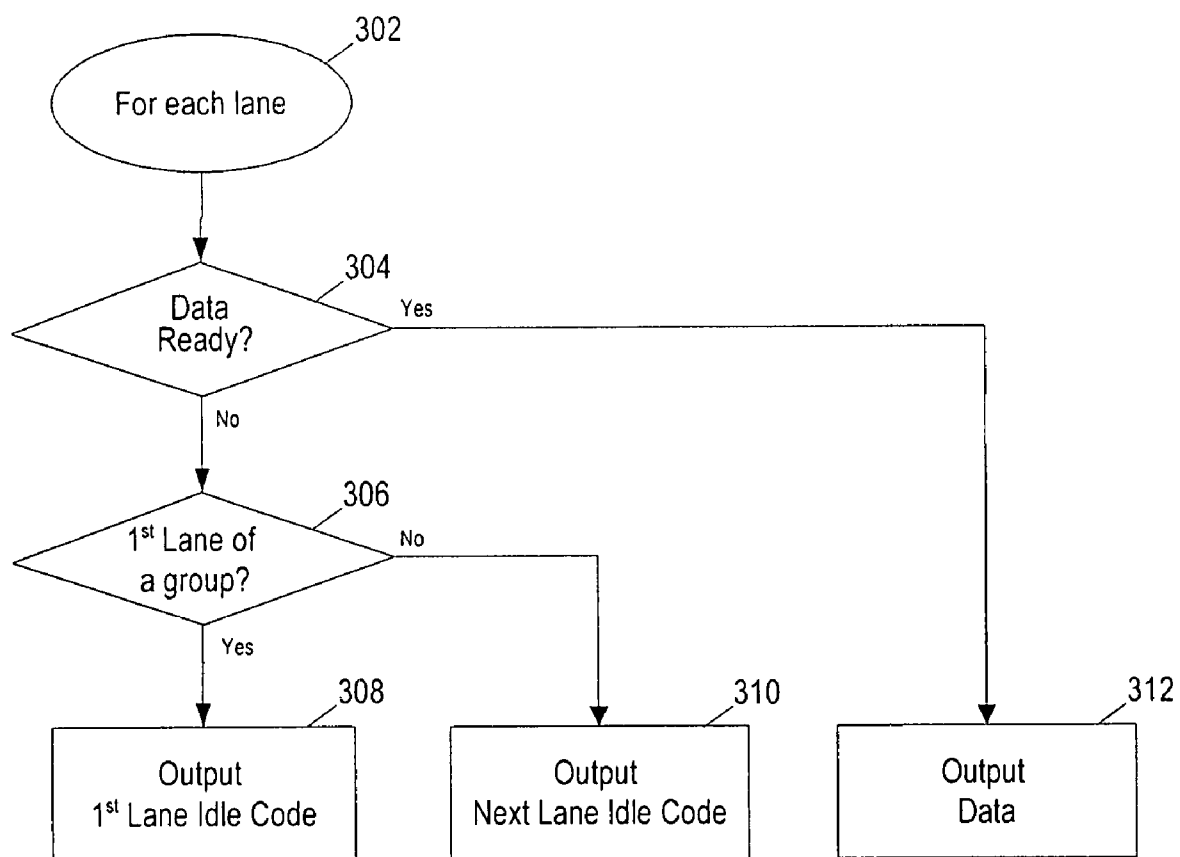 302
For each lane
304
Data
Ready?
Yes
No
306
1st Lane of
a group?
No
Yes
308
310
312
Output
1st Lane Idle Code
Output
Next Lane Idle Code
Output
Data